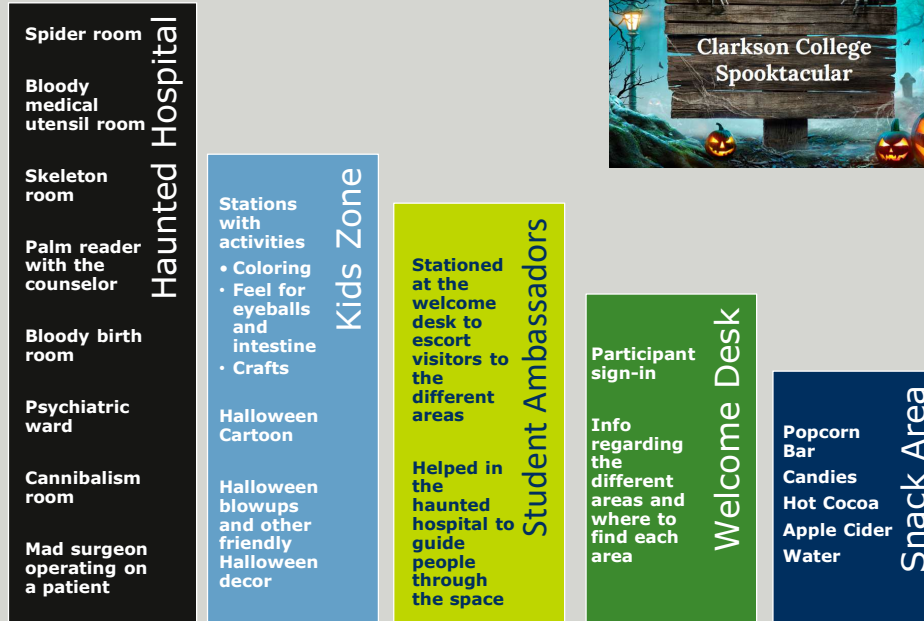 Clarkson College
Spooktacular
Haunted Hospital
Spider room
Bloody
medical
utensil room
Skeleton
room
Palm reader
with the
counselor
Bloody birth
room
Psychiatric
ward
Cannibalism
room
Mad surgeon
operating on
a patient
Kids Zone
Stations
with
activities
• Coloring
• Feel for
eyeballs
and
intestine
• Crafts
Halloween
Cartoon
Halloween
blowups
and other
friendly
Halloween
decor
Student Ambassadors
Stationed
at the
welcome
desk to
escort
visitors to
the
different
areas
Helped in
the
haunted
hospital to
guide
people
through
the space
Welcome Desk
Participant
sign-in
Info
regarding
the
different
areas and
where to
find each
area
Snack Area
Popcorn
Bar
Candies
Hot Cocoa
Apple Cider
Water